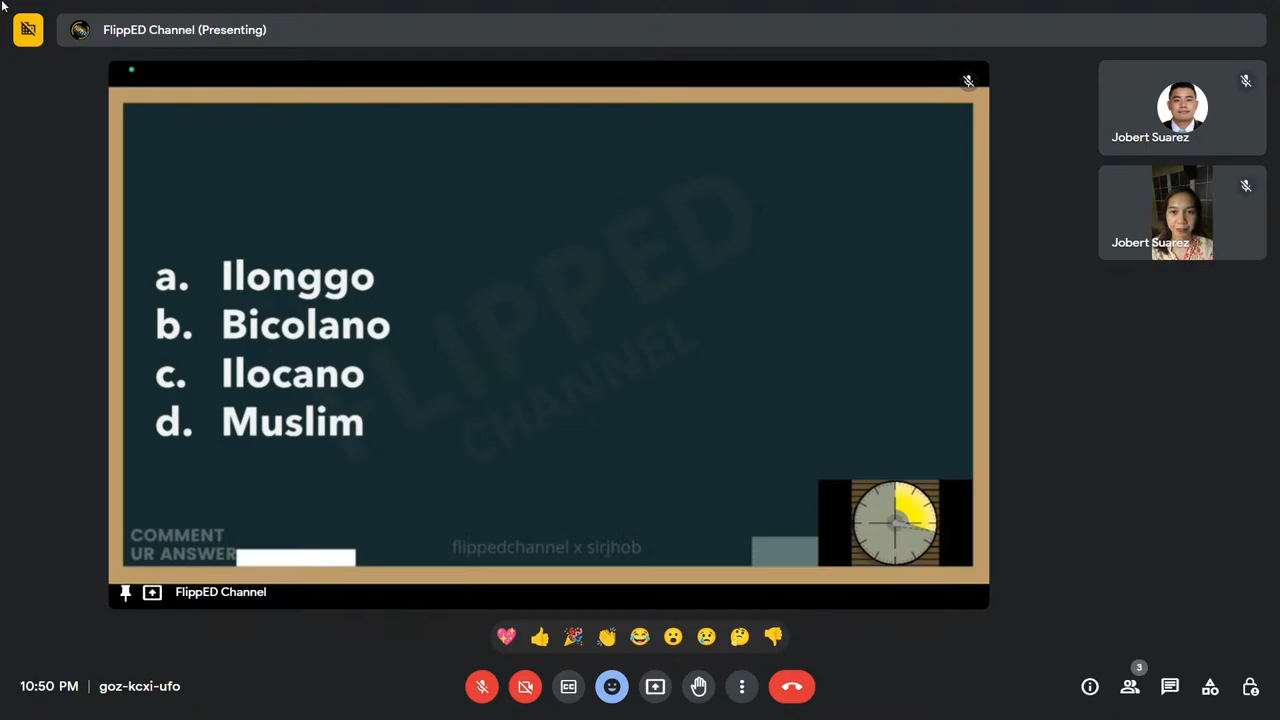 FlippED Channel (Presenting)
Jobert Suarez
Jobert Suarez
FLIPPED
CHANNEL
a. Ilonggo
b. Bicolano
c. Ilocano
d. Muslim
COMMENT
UR ANSWER
flippedchannel x sirjhob
FlippED Channel
10:50 PM | goz-kcxi-ufo
3